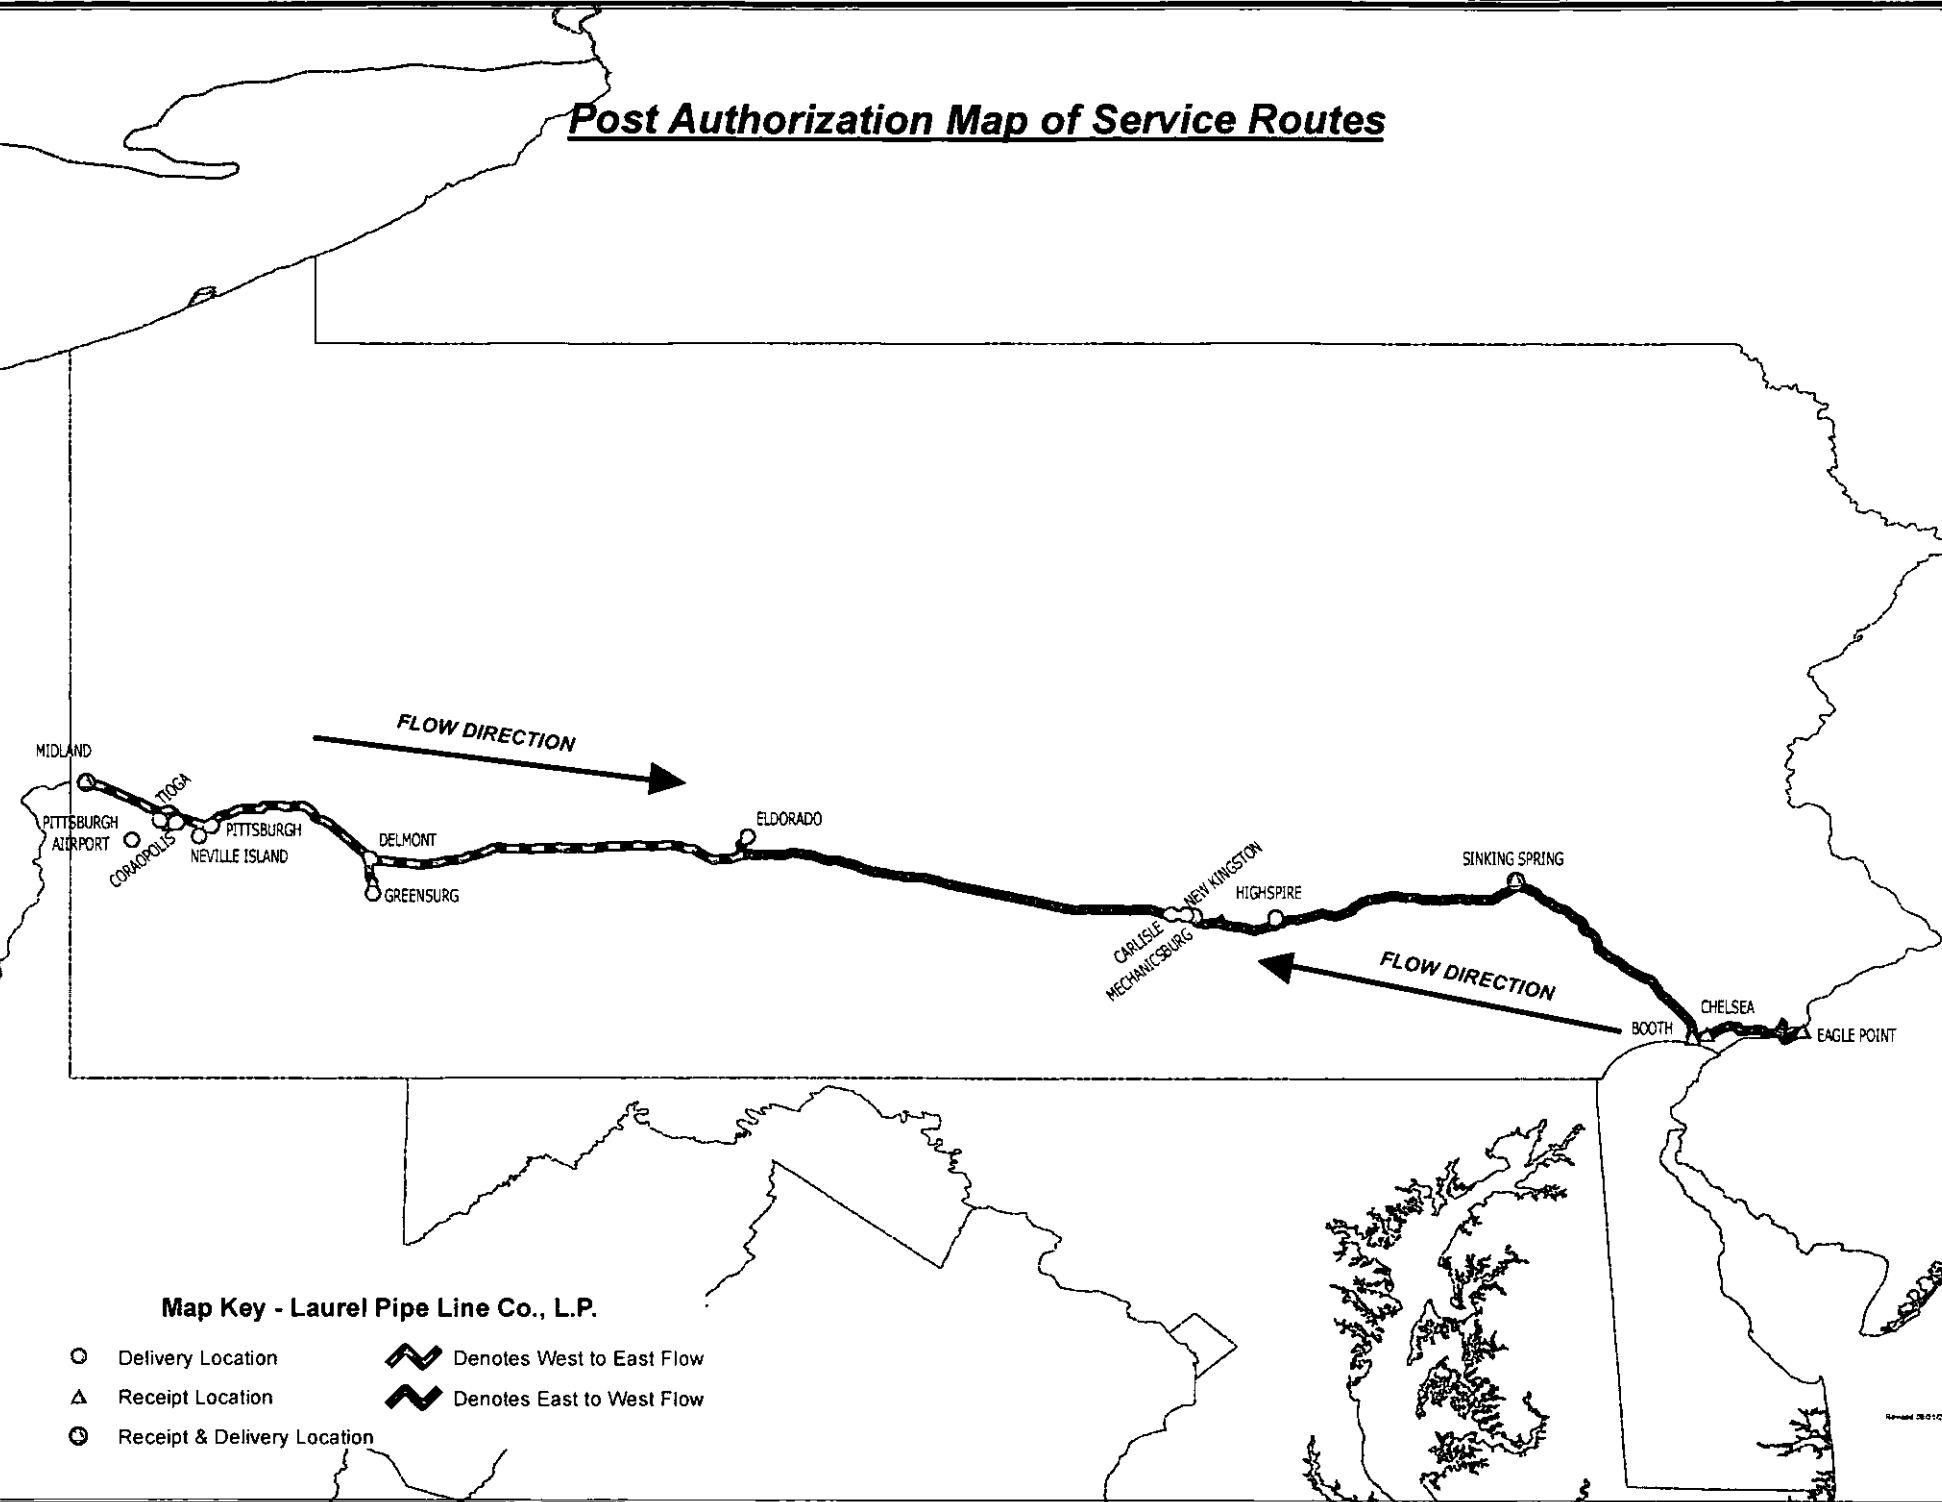 Post Authorization Map of Service Routes
FLOW DIRECTION
MIDLAND
TIOGA
PITTSBURGH
AIRPORT
CORAOPOLIS
PITTSBURGH
NEVILLE ISLAND
DELMONT
GREENSURG
ELDORADO
NEW KINGSTON
CARLISLE
MECHANICSBURG
HIGHSPIRE
SINKING SPRING
FLOW DIRECTION
CHELSEA
BOOTH
EAGLE POINT
Map Key - Laurel Pipe Line Co., L.P.
Delivery Location
Denotes West to East Flow
Receipt Location
Denotes East to West Flow
Receipt & Delivery Location